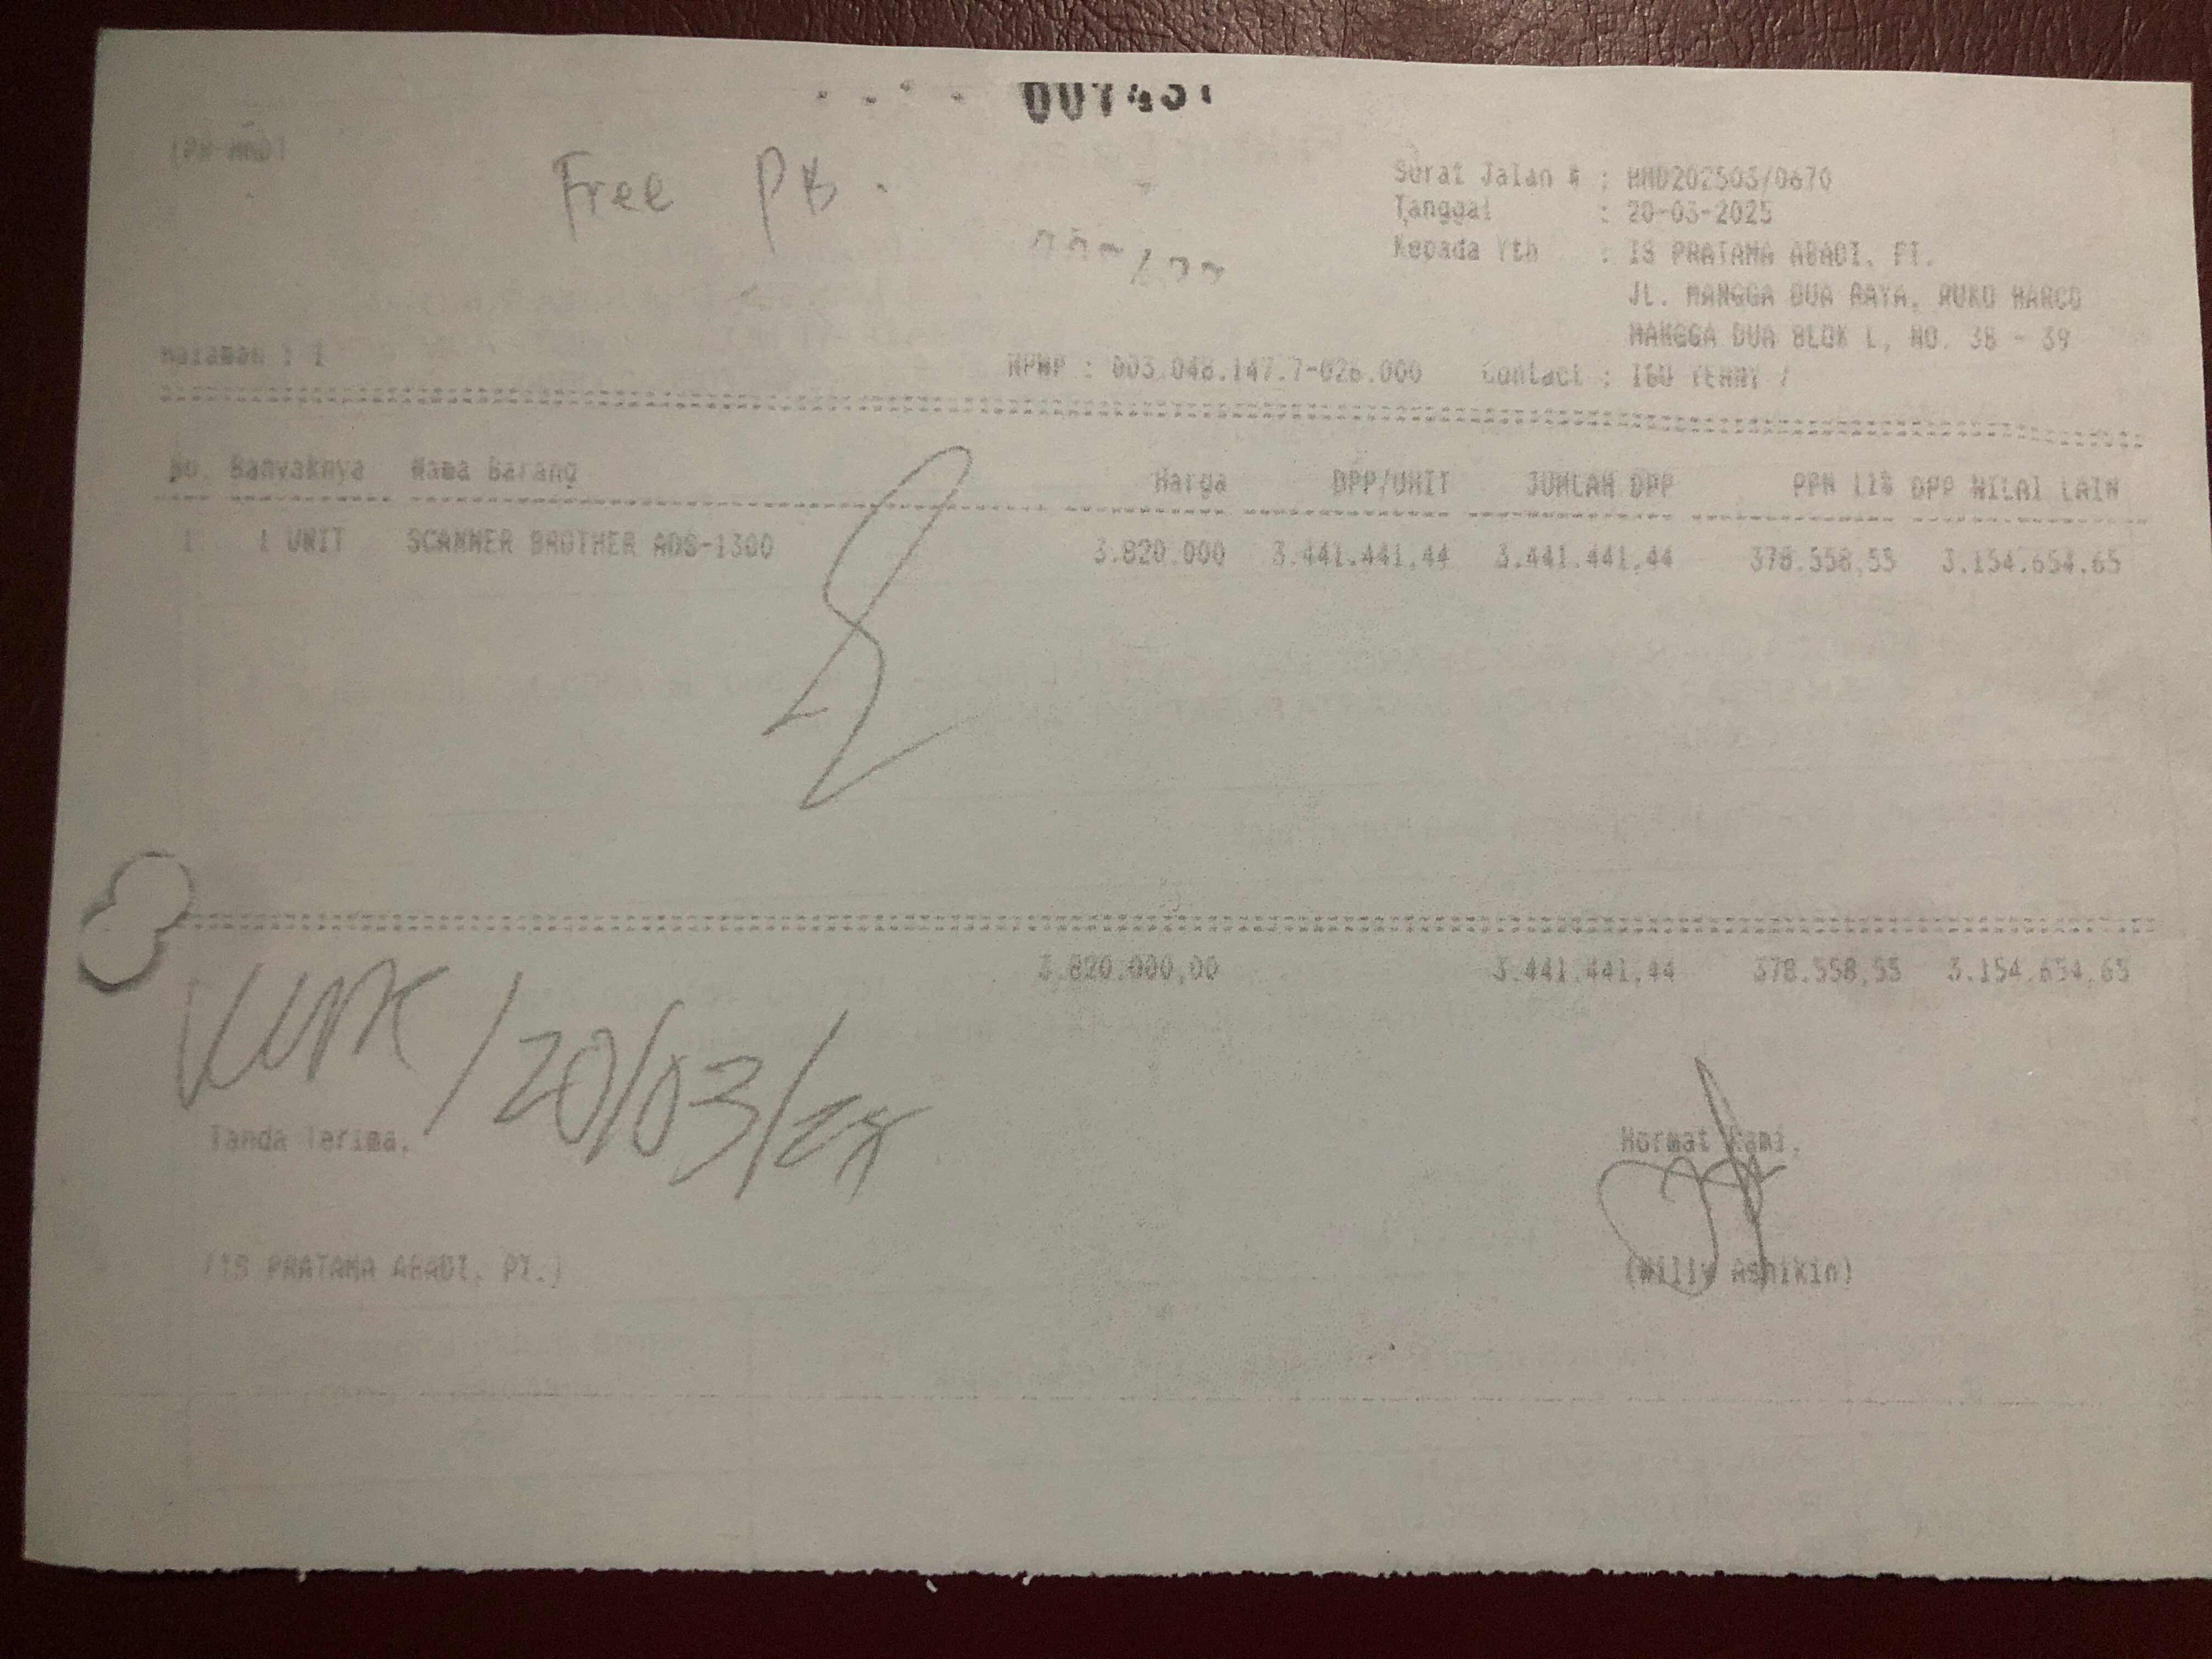 Free PB.
Surat Jalan # : HMD202503/0670
Tanggal : 20-03-2025
Kepada Yth : IS PRATAMA ABADI, PT.
JL. MANGGA DUA RAYA, RUKO HARCO
MANGGA DUA BLOK L, NO. 38 - 39
Halaman : 1 NPWP : 003.048.147.7-026.000 Contact : IBU YENNY /
No. Banyaknya Nama Barang Harga DPP/UNIT JUMLAH DPP PPN 11% DPP NILAI LAIN
1 1 UNIT SCANNER BROTHER ADS-1300 3.820.000 3.441.441,44 3.441.441,44 378.558,55 3.154.654,65
3.820.000,00 3.441.441,44 378.558,55 3.154.654,65
/20/03/25
Tanda Terima, Hormat Kami,
(IS PRATAMA ABADI, PT.) (Willy Ashikin)